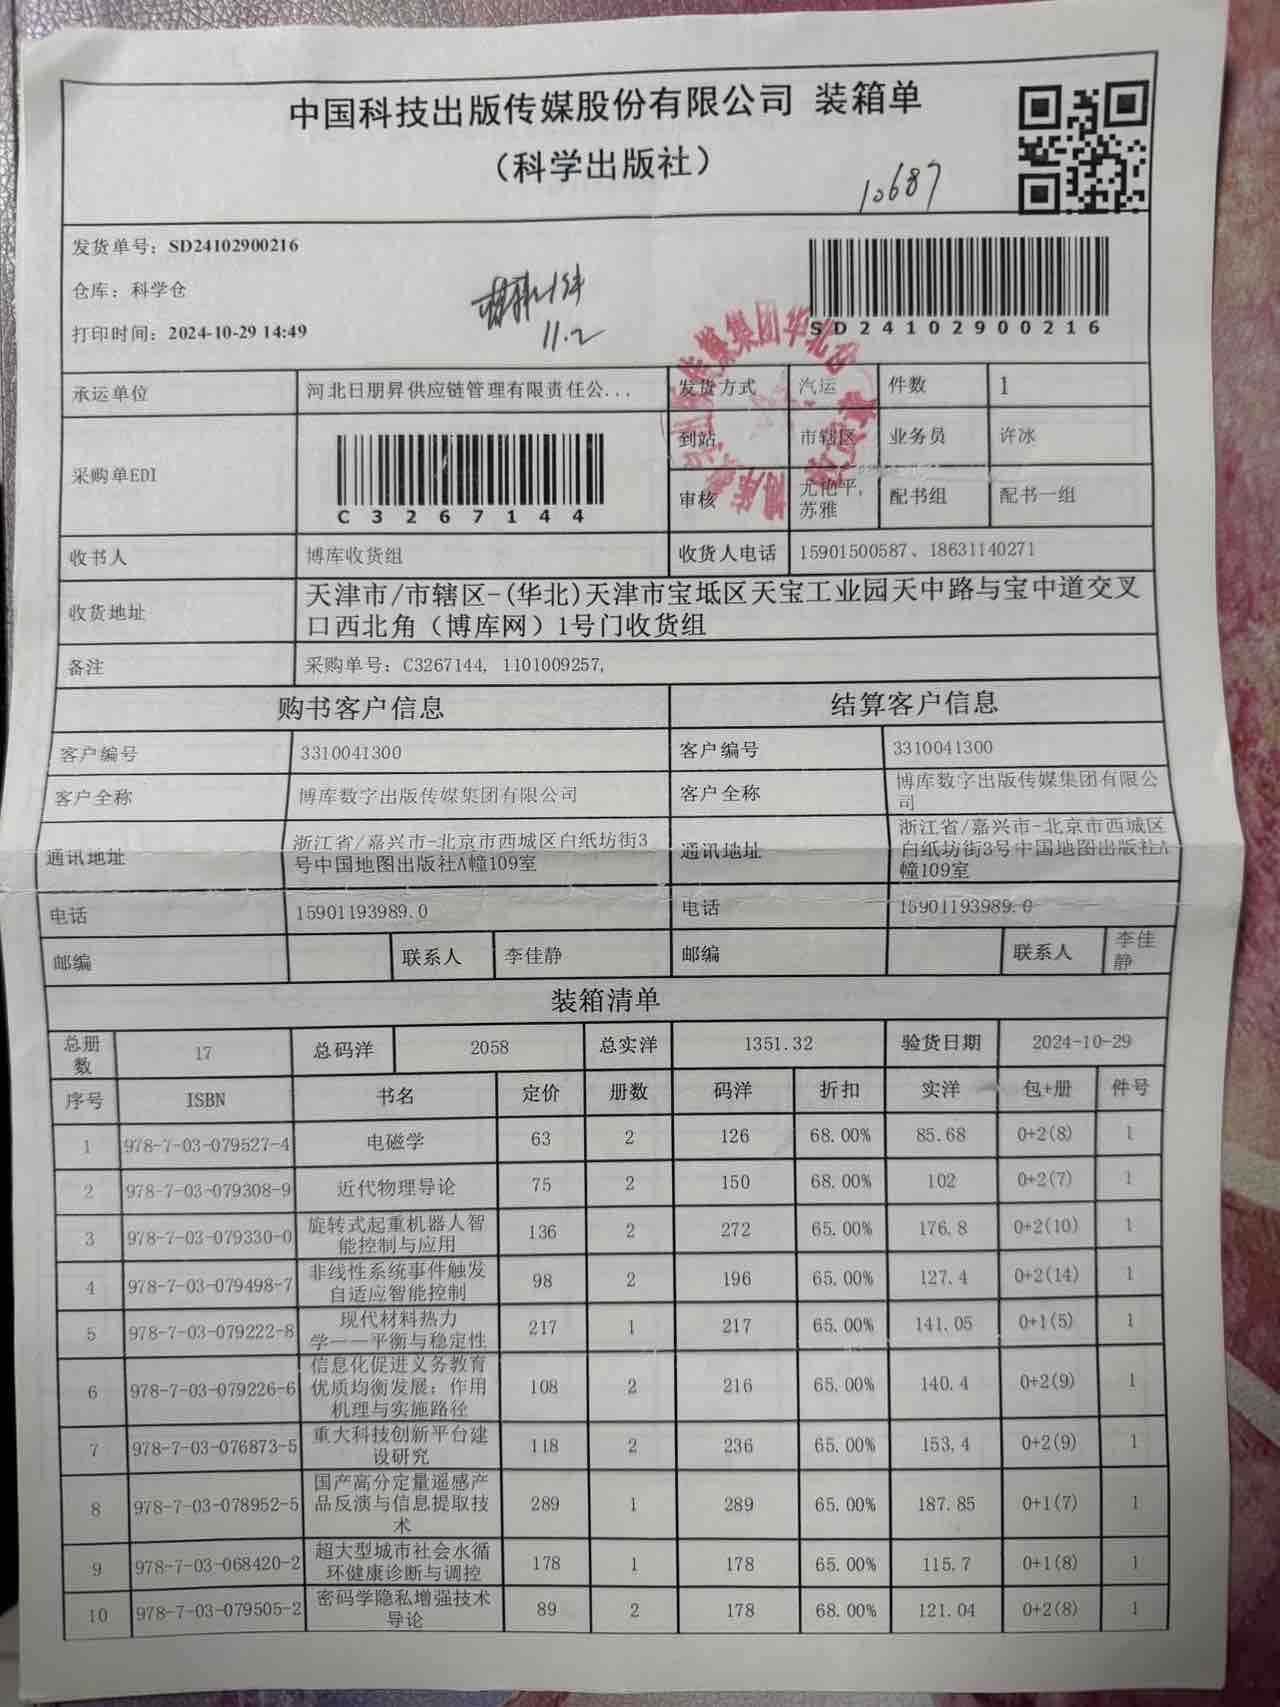 中国科技出版传媒股份有限公司 装箱单
（科学出版社）
10687
发货单号：SD24102900216
仓库：科学仓
打印时间：2024-10-29 14:49
11.2
SD24102900216
承运单位 河北日朋昇供应链管理有限责任公... 发货方式 汽运 件数 1
采购单EDI C3267144 到站 市辖区 业务员 许冰
审核 尤艳平,苏雅 配书组 配书一组
收书人 博库收货组 收货人电话 15901500587、18631140271
收货地址 天津市/市辖区-(华北)天津市宝坻区天宝工业园天中路与宝中道交叉
口西北角（博库网）1号门收货组
备注 采购单号：C3267144, 1101009257,
购书客户信息 结算客户信息
客户编号 3310041300 客户编号 3310041300
客户全称 博库数字出版传媒集团有限公司 客户全称 博库数字出版传媒集团有限公司
通讯地址 浙江省/嘉兴市-北京市西城区白纸坊街3号中国地图出版社A幢109室 通讯地址 浙江省/嘉兴市-北京市西城区白纸坊街3号中国地图出版社A幢109室
电话 15901193989.0 电话 15901193989.0
邮编 联系人 李佳静 邮编 联系人 李佳静
装箱清单
总册数 17 总码洋 2058 总实洋 1351.32 验货日期 2024-10-29
序号 ISBN 书名 定价 册数 码洋 折扣 实洋 包+册 件号
1 978-7-03-079527-4 电磁学 63 2 126 68.00% 85.68 0+2(8) 1
2 978-7-03-079308-9 近代物理导论 75 2 150 68.00% 102 0+2(7) 1
3 978-7-03-079330-0 旋转式起重机器人智能控制与应用 136 2 272 65.00% 176.8 0+2(10) 1
4 978-7-03-079498-7 非线性系统事件触发自适应智能控制 98 2 196 65.00% 127.4 0+2(14) 1
5 978-7-03-079222-8 现代材料热力学——平衡与稳定性 217 1 217 65.00% 141.05 0+1(5) 1
6 978-7-03-079226-6 信息化促进义务教育优质均衡发展：作用机理与实施路径 108 2 216 65.00% 140.4 0+2(9) 1
7 978-7-03-076873-5 重大科技创新平台建设研究 118 2 236 65.00% 153.4 0+2(9) 1
8 978-7-03-078952-5 国产高分定量遥感产品反演与信息提取技术 289 1 289 65.00% 187.85 0+1(7) 1
9 978-7-03-068420-2 超大型城市社会水循环健康诊断与调控 178 1 178 65.00% 115.7 0+1(8) 1
10 978-7-03-079505-2 密码学隐私增强技术导论 89 2 178 68.00% 121.04 0+2(8) 1